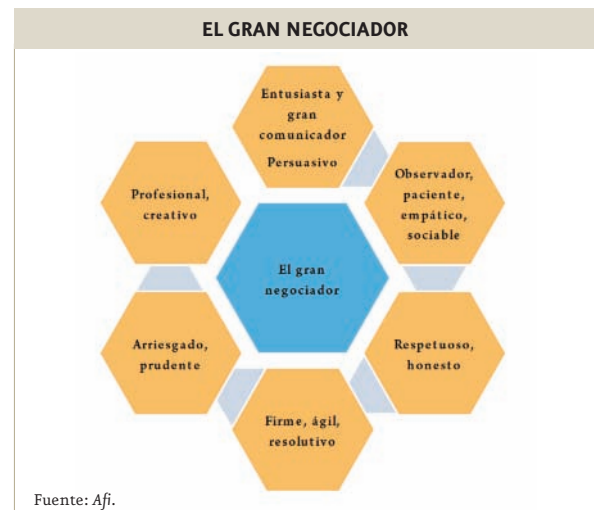 EL GRAN NEGOCIADOR
Entusiasta y
gran
comunicador
Persuasivo
Observador,
paciente,
empático,
sociable
Profesional,
creativo
El gran
negociador
Arriesgado,
prudente
Respetuoso,
honesto
Firme, ágil,
resolutivo
Fuente: Afi.